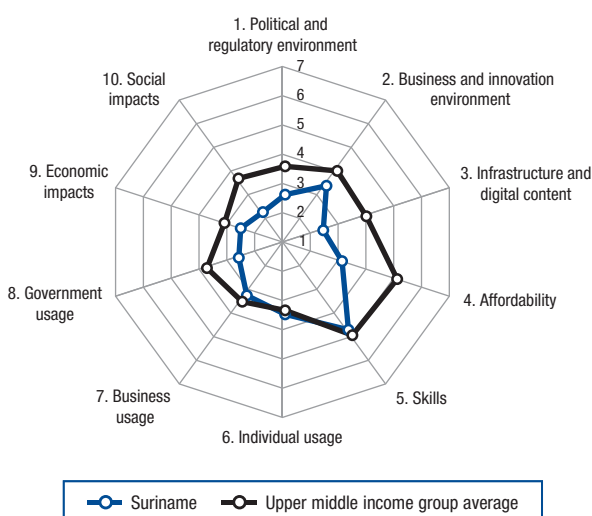 1. Political and
regulatory environment
2. Business and innovation
environment
3. Infrastructure and
digital content
4. Affordability
5. Skills
6. Individual usage
7. Business
usage
8. Government
usage
9. Economic
impacts
10. Social
impacts
7
6
5
4
3
2
1
Suriname
Upper middle income group average